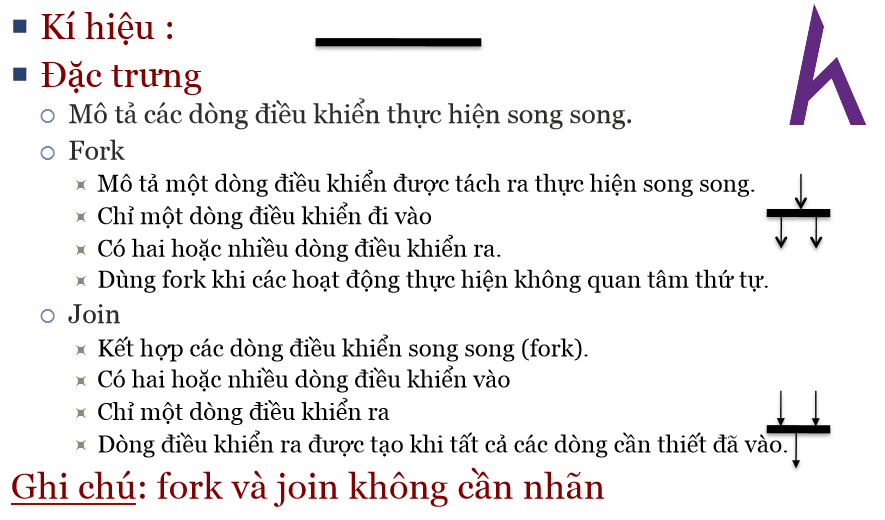 Kí hiệu :
Đặc trưng
Mô tả các dòng điều khiển thực hiện song song.
Fork
Mô tả một dòng điều khiển được tách ra thực hiện song song.
Chỉ một dòng điều khiển đi vào
Có hai hoặc nhiều dòng điều khiển ra.
Dùng fork khi các hoạt động thực hiện không quan tâm thứ tự.
Join
Kết hợp các dòng điều khiển song song (fork).
Có hai hoặc nhiều dòng điều khiển vào
Chỉ một dòng điều khiển ra
Dòng điều khiển ra được tạo khi tất cả các dòng cần thiết đã vào.
Ghi chú: fork và join không cần nhãn